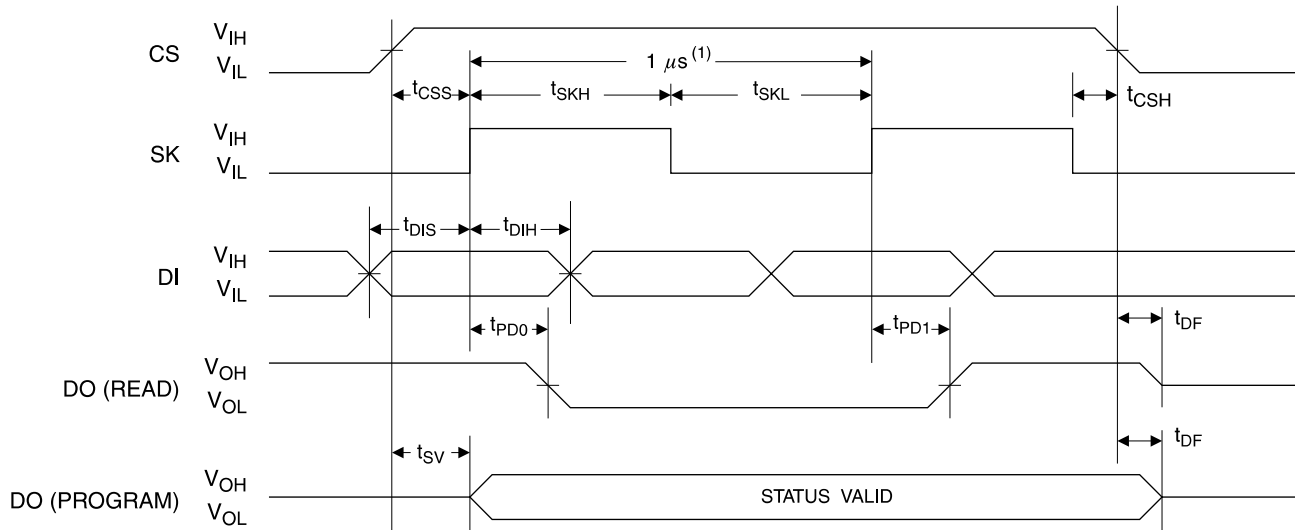 CS V_IH
V_IL
1 μs (1)
t_CSS t_SKH t_SKL t_CSH
SK V_IH
V_IL
t_DIS t_DIH
DI V_IH
V_IL
t_PD0 t_PD1 t_DF
DO (READ) V_OH
V_OL
t_SV t_DF
DO (PROGRAM) V_OH
V_OL
STATUS VALID